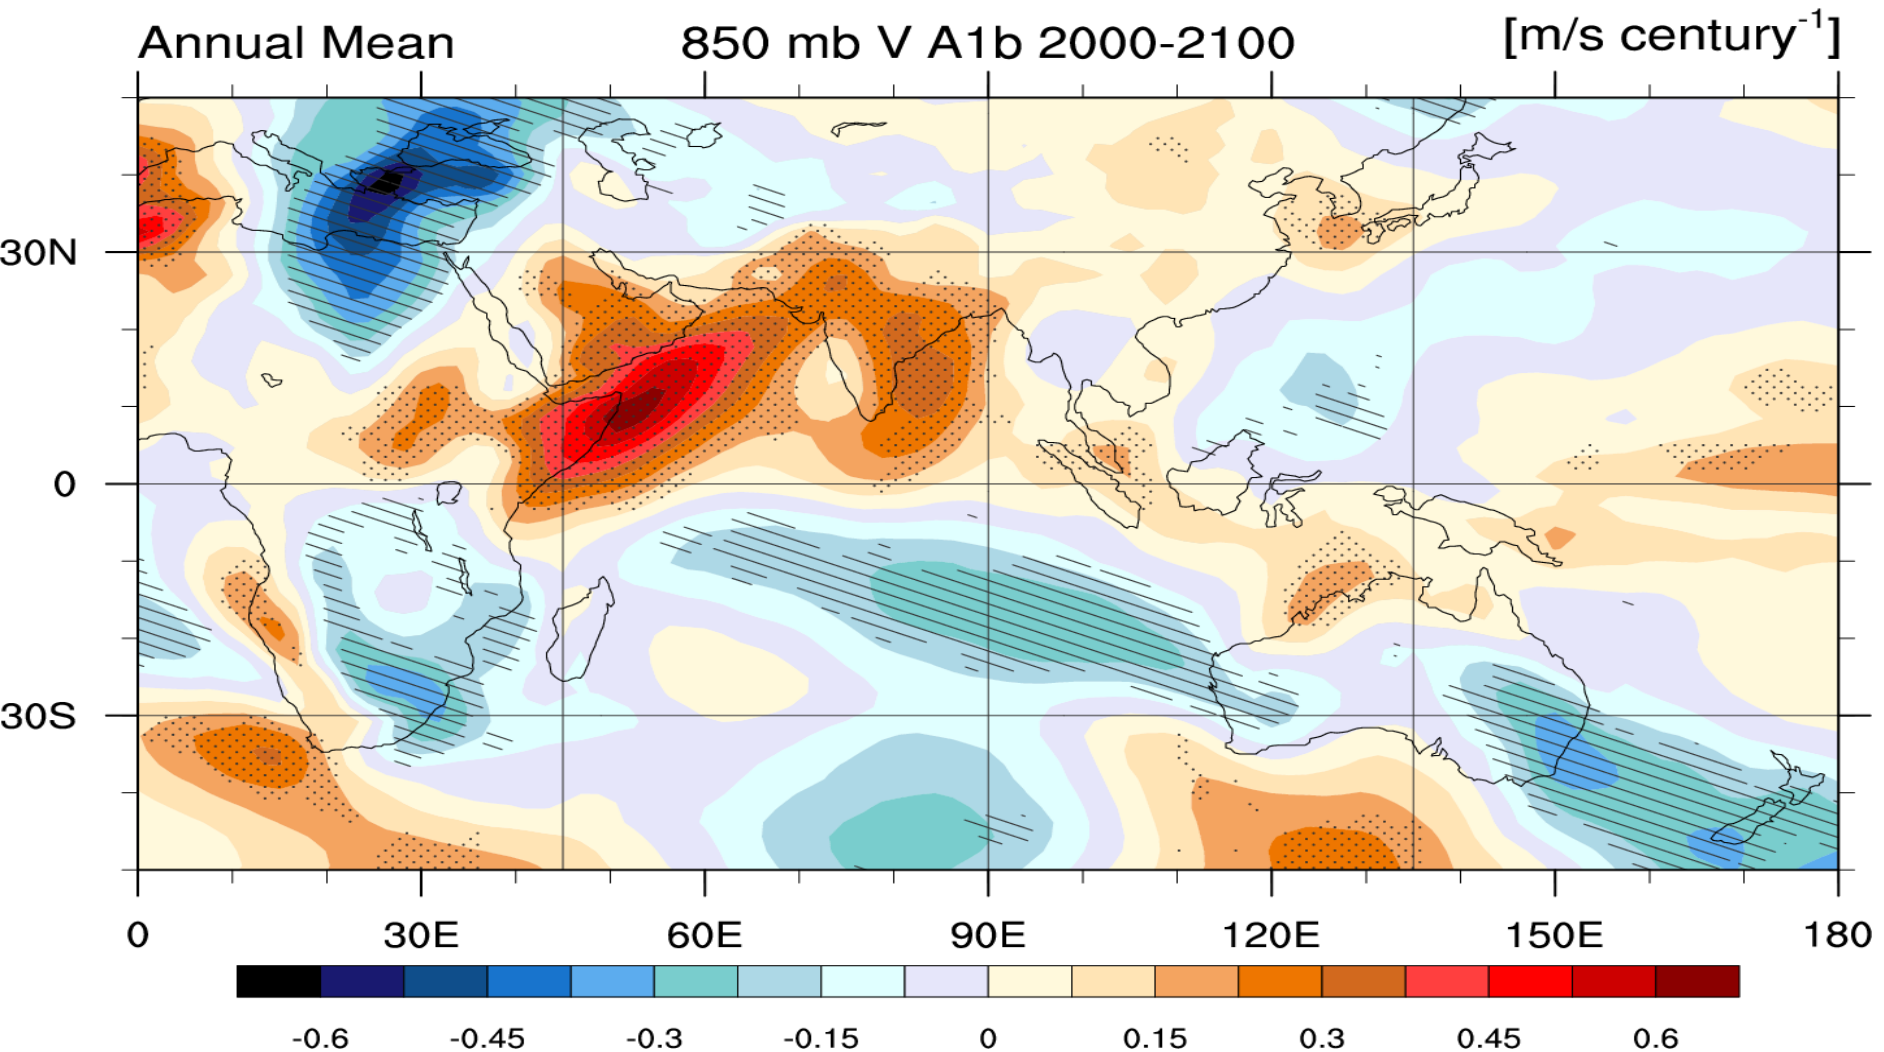 Annual Mean 850 mb V A1b 2000-2100 [m/s century-1]
30N
0
30S
0 30E 60E 90E 120E 150E 180
-0.6 -0.45 -0.3 -0.15 0 0.15 0.3 0.45 0.6